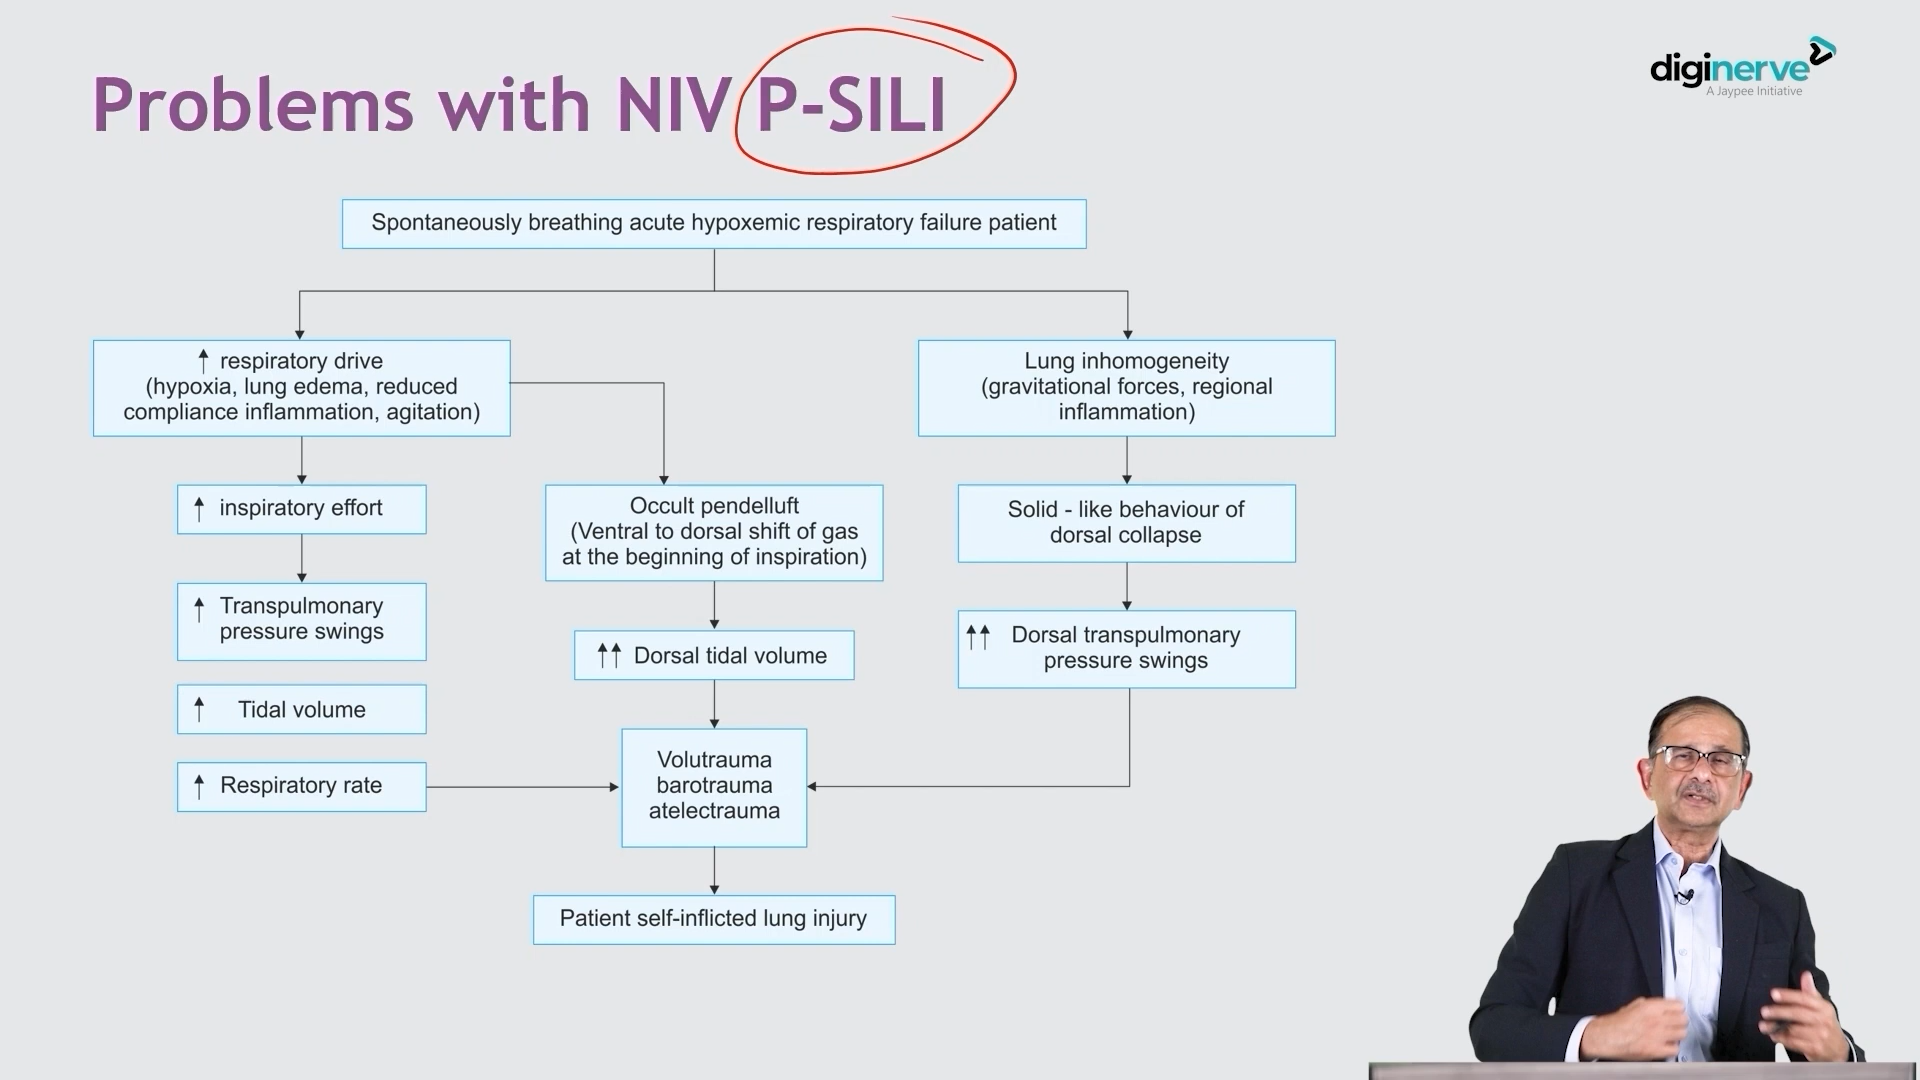 Problems with NIV P-SILI
diginerve
A Jaypee Initiative
Spontaneously breathing acute hypoxemic respiratory failure patient
↑ respiratory drive
(hypoxia, lung edema, reduced
compliance inflammation, agitation)
Lung inhomogeneity
(gravitational forces, regional
inflammation)
↑ inspiratory effort
Occult pendelluft
(Ventral to dorsal shift of gas
at the beginning of inspiration)
Solid - like behaviour of
dorsal collapse
↑ Transpulmonary
pressure swings
↑↑ Dorsal tidal volume
↑↑ Dorsal transpulmonary
pressure swings
↑ Tidal volume
↑ Respiratory rate
Volutrauma
barotrauma
atelectrauma
Patient self-inflicted lung injury